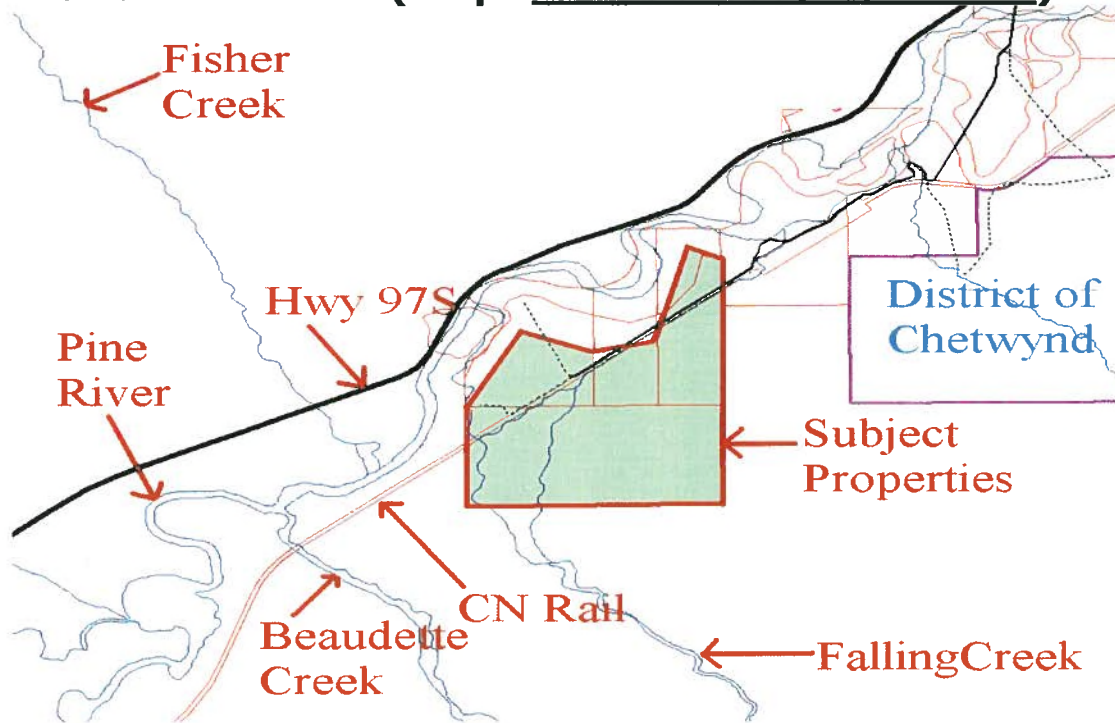 Fisher
Creek
Hwy 97S
Pine
River
District of
Chetwynd
Subject
Properties
CN Rail
Beaudette
Creek
FallingCreek